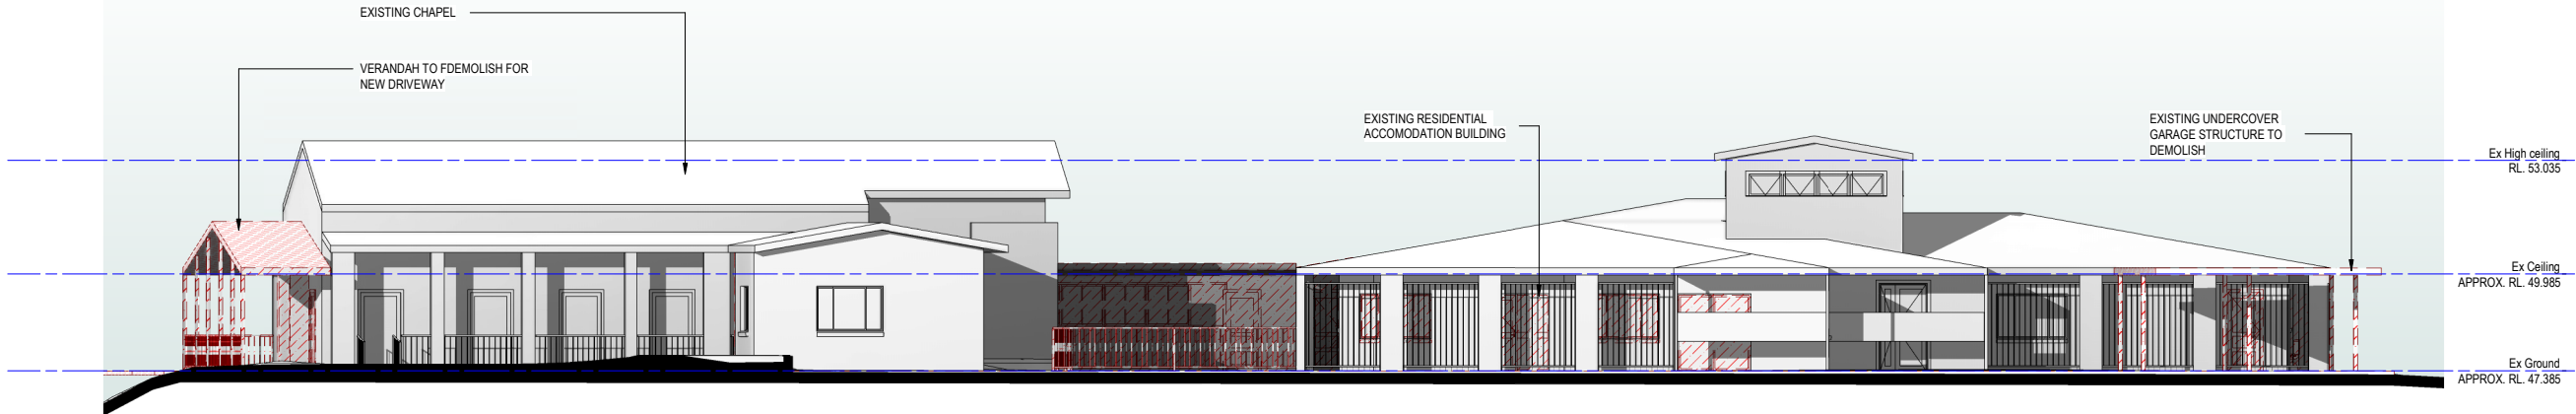 EXISTING CHAPEL
VERANDAH TO FDEMOLISH FOR
NEW DRIVEWAY
EXISTING RESIDENTIAL
ACCOMODATION BUILDING
EXISTING UNDERCOVER
GARAGE STRUCTURE TO
DEMOLISH
Ex High ceiling
RL. 53.035
Ex Ceiling
APPROX. RL. 49.985
Ex Ground
APPROX. RL. 47.385